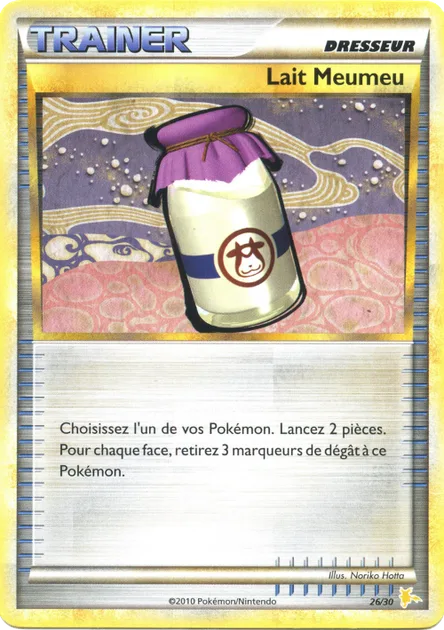 TRAINER
DRESSEUR
Lait Meumeu
Choisissez l'un de vos Pokémon. Lancez 2 pièces.
Pour chaque face, retirez 3 marqueurs de dégât à ce
Pokémon.
Illus. Noriko Hotta
©2010 Pokémon/Nintendo
26/30